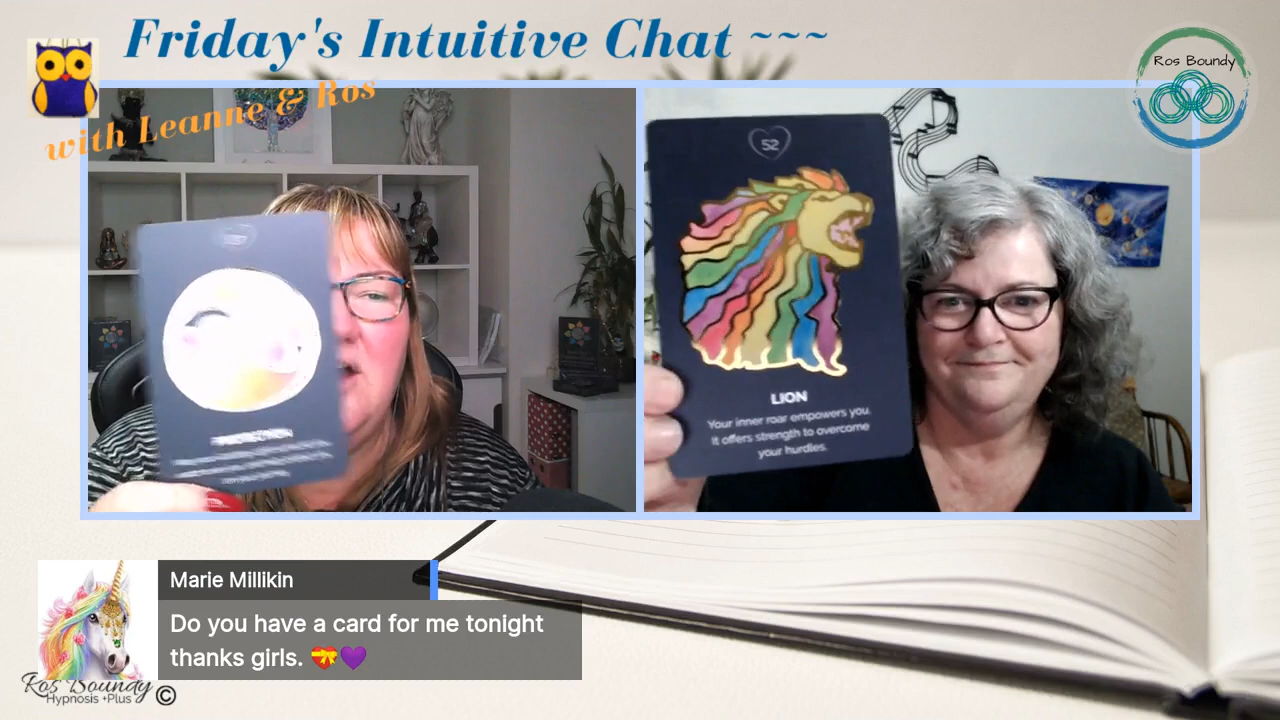 Friday's Intuitive Chat ~~~
with Leanne & Ros
Ros Boundy
52
LION
Your inner roar empowers you.
It offers strength to overcome
your hurdles.
PROTECTION
Marie Millikin
Do you have a card for me tonight
thanks girls. 💝💜
Ros Boundy
Hypnosis +Plus ©